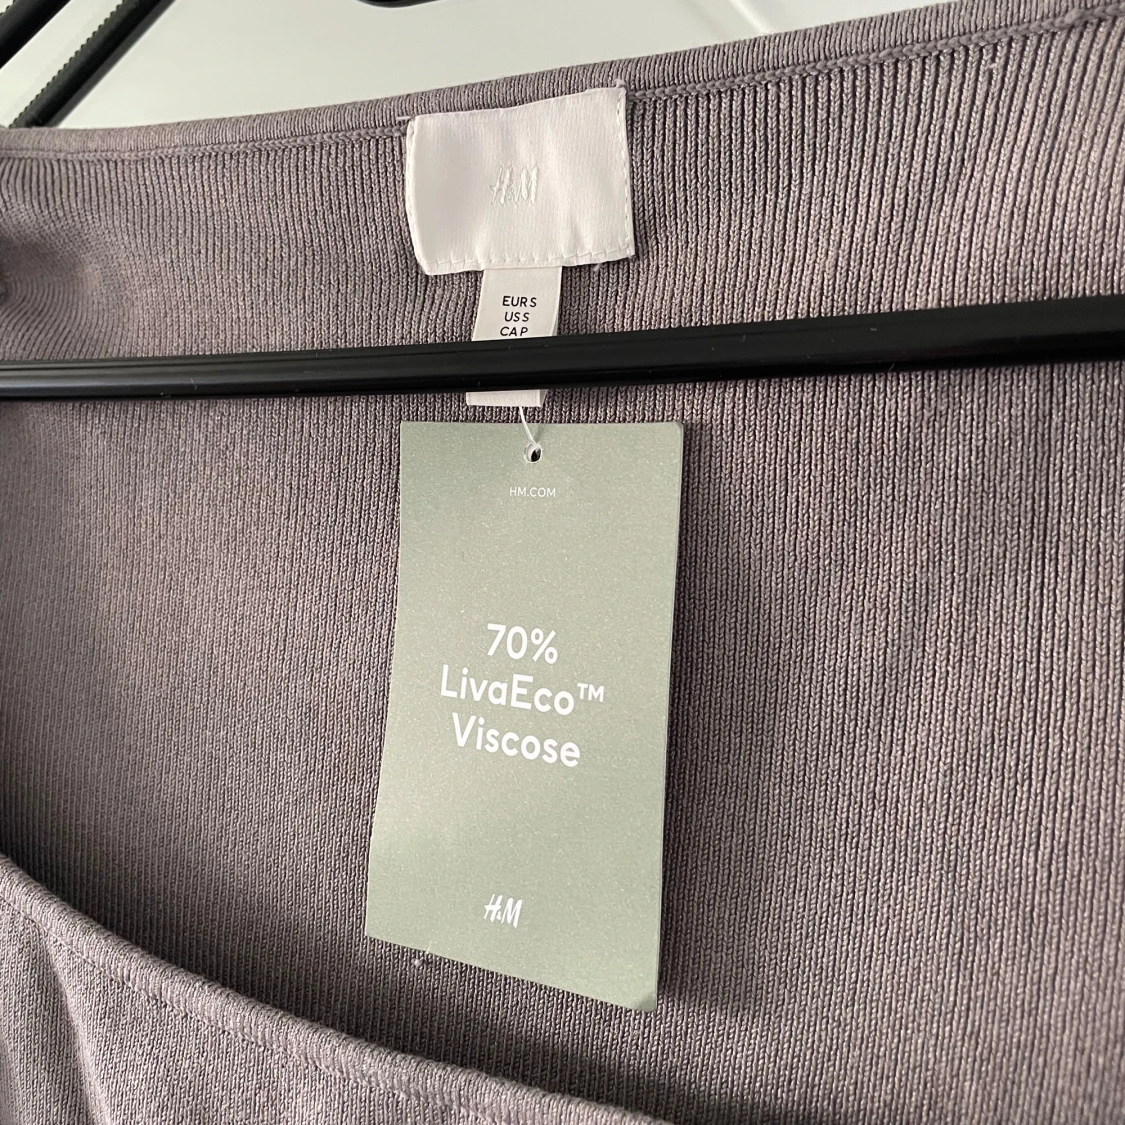 H&M
EUR S
US S
CA P
HM.COM
70%
LivaEco™
Viscose
H&M